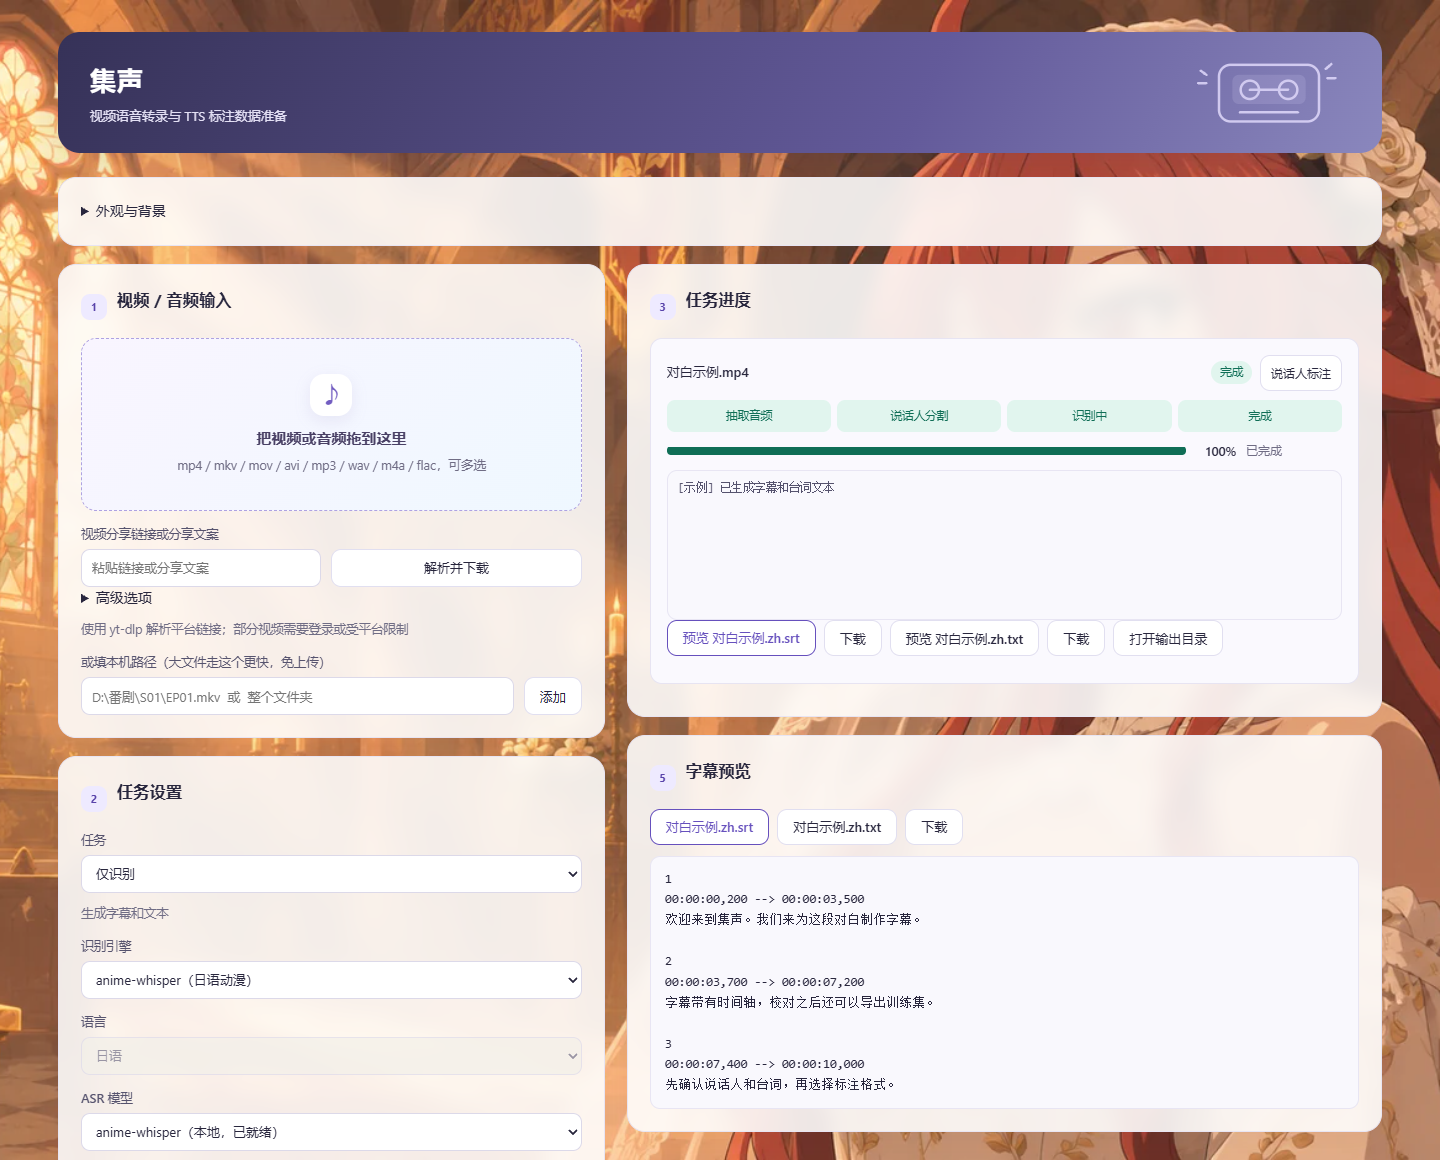 集声
视频语音转录与 TTS 标注数据准备
▶ 外观与背景
1 视频 / 音频输入
把视频或音频拖到这里
mp4 / mkv / mov / avi / mp3 / wav / m4a / flac，可多选
视频分享链接或分享文案
粘贴链接或分享文案
解析并下载
▶ 高级选项
使用 yt-dlp 解析平台链接；部分视频需要登录或受平台限制
或填本机路径（大文件走这个更快，免上传）
D:\番剧\S01\EP01.mkv 或 整个文件夹
添加
2 任务设置
任务
仅识别
生成字幕和文本
识别引擎
anime-whisper（日语动漫）
语言
日语
ASR 模型
anime-whisper（本地，已就绪）
3 任务进度
对白示例.mp4
完成
说话人标注
抽取音频
说话人分割
识别中
完成
100% 已完成
[示例] 已生成字幕和台词文本
预览 对白示例.zh.srt
下载
预览 对白示例.zh.txt
下载
打开输出目录
5 字幕预览
对白示例.zh.srt
对白示例.zh.txt
下载
1
00:00:00,200 --> 00:00:03,500
欢迎来到集声。我们来为这段对白制作字幕。
2
00:00:03,700 --> 00:00:07,200
字幕带有时间轴，校对之后还可以导出训练集。
3
00:00:07,400 --> 00:00:10,000
先确认说话人和台词，再选择标注格式。